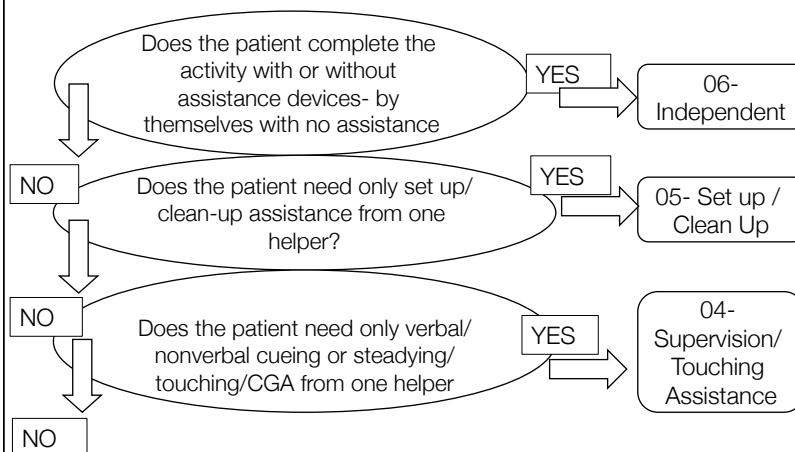 Does the patient complete the
activity with or without
assistance devices- by
themselves with no assistance
YES
06-
Independent
NO
Does the patient need only set up/
clean-up assistance from one
helper?
YES
05- Set up /
Clean Up
NO
Does the patient need only verbal/
nonverbal cueing or steadying/
touching/CGA from one helper
YES
04-
Supervision/
Touching
Assistance
NO